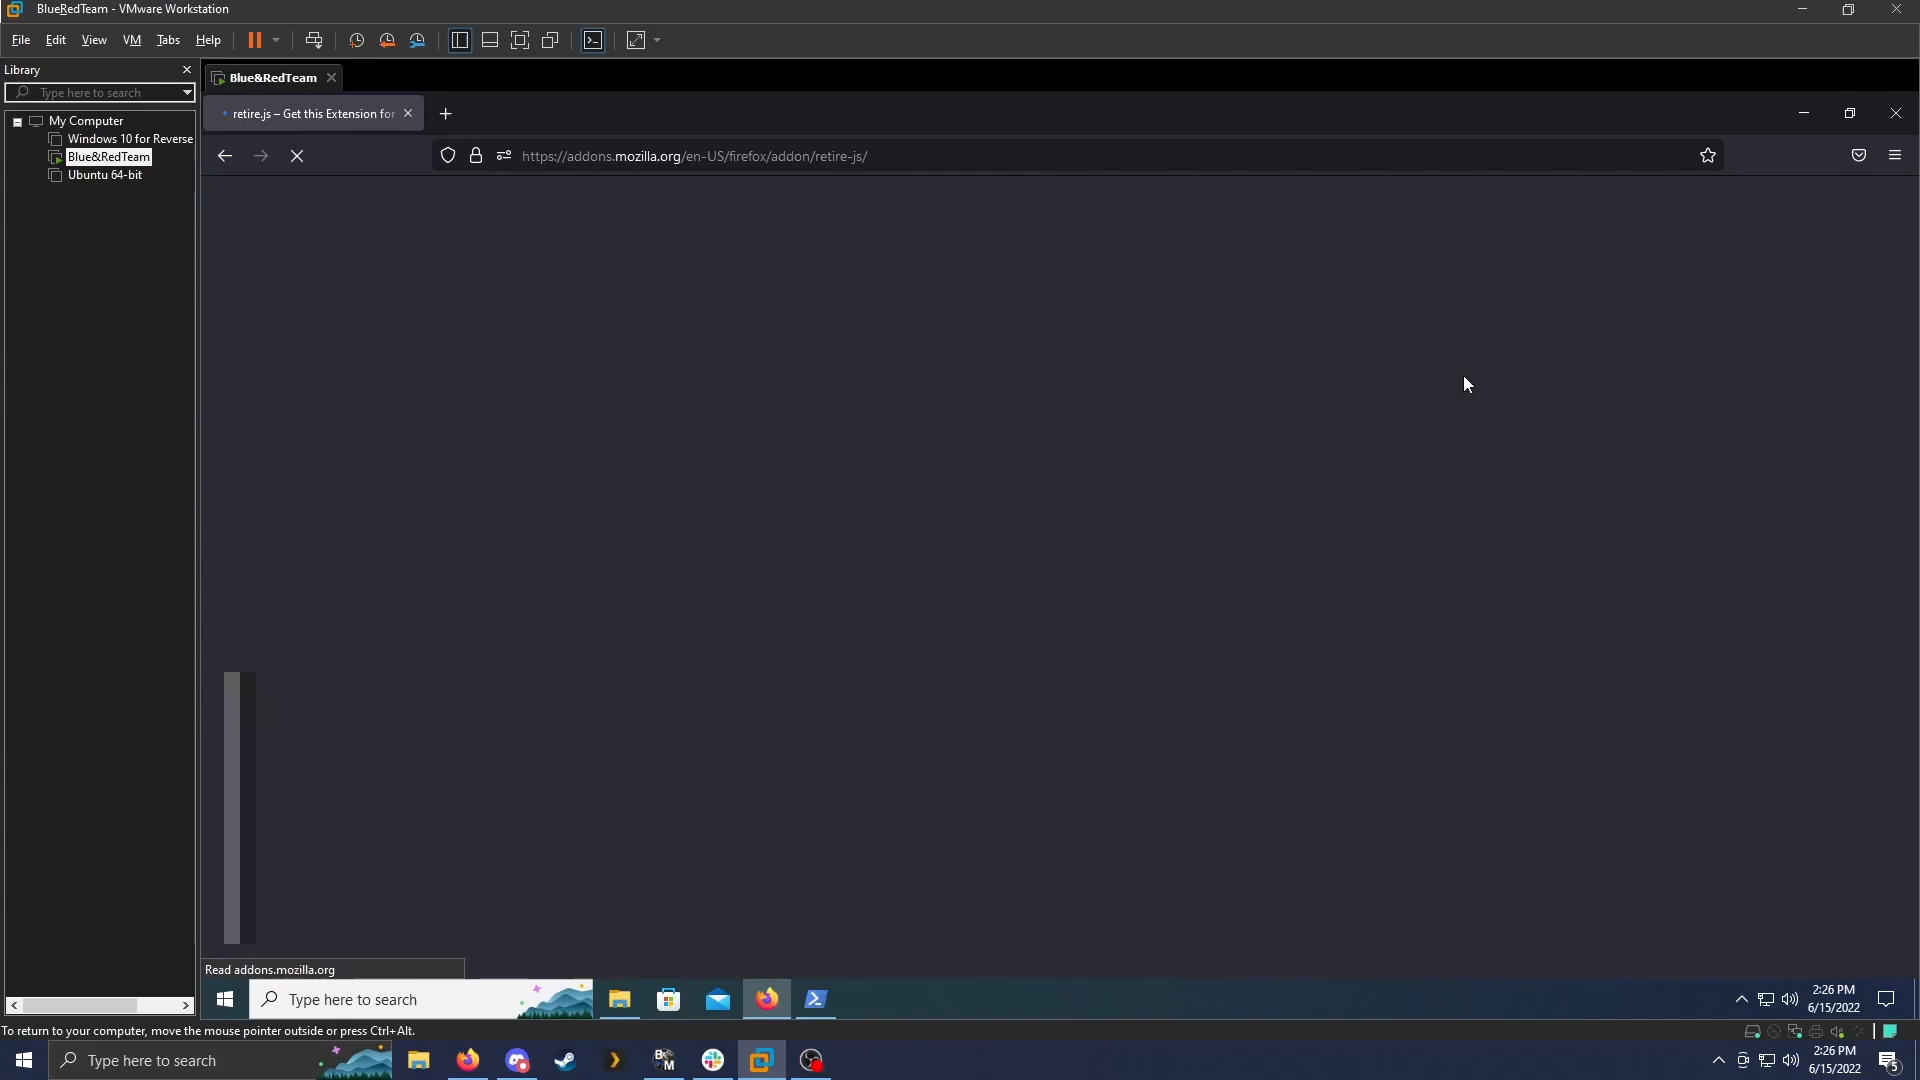 BlueRedTeam - VMware Workstation
File Edit View VM Tabs Help
Library
Type here to search
My Computer
Windows 10 for Reverse
Blue&RedTeam
Ubuntu 64-bit
Blue&RedTeam
retire.js – Get this Extension for
https://addons.mozilla.org/en-US/firefox/addon/retire-js/
Read addons.mozilla.org
Type here to search
2:26 PM
6/15/2022
To return to your computer, move the mouse pointer outside or press Ctrl+Alt.
Type here to search
2:26 PM
6/15/2022
5